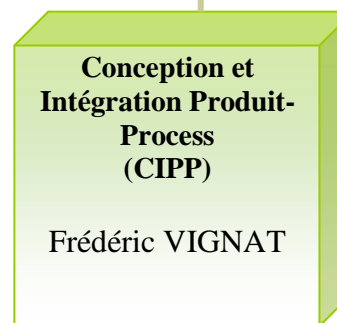 Conception et
Intégration Produit-
Process
(CIPP)
Frédéric VIGNAT